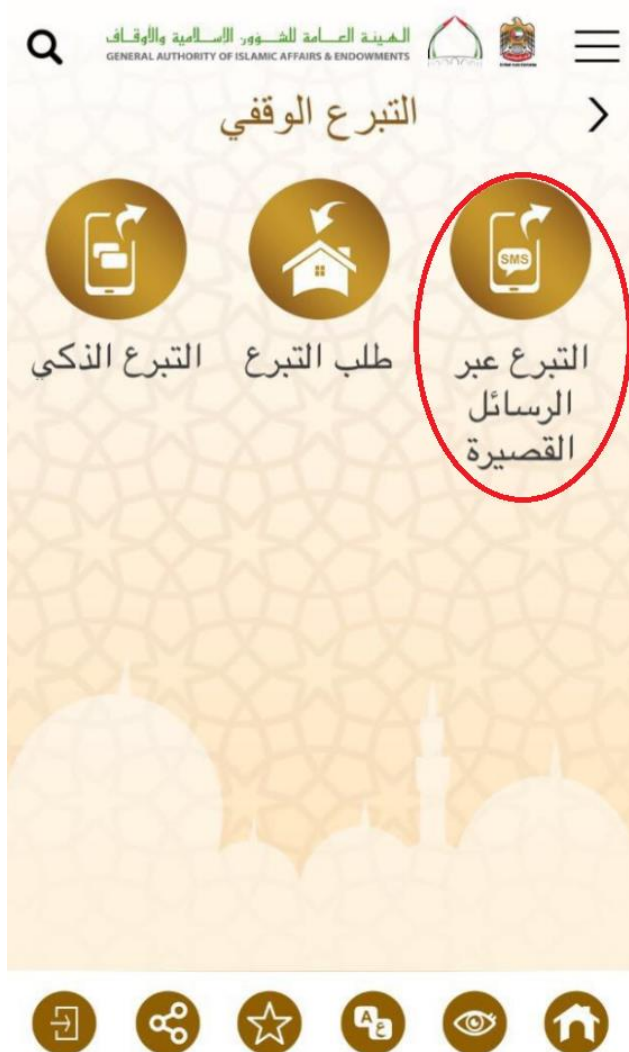 الهيئة العامة للشؤون الإسلامية والأوقاف
GENERAL AUTHORITY OF ISLAMIC AFFAIRS & ENDOWMENTS
التبرع الوقفي
SMS
التبرع عبر
الرسائل
القصيرة
طلب التبرع
التبرع الذكي
A ع